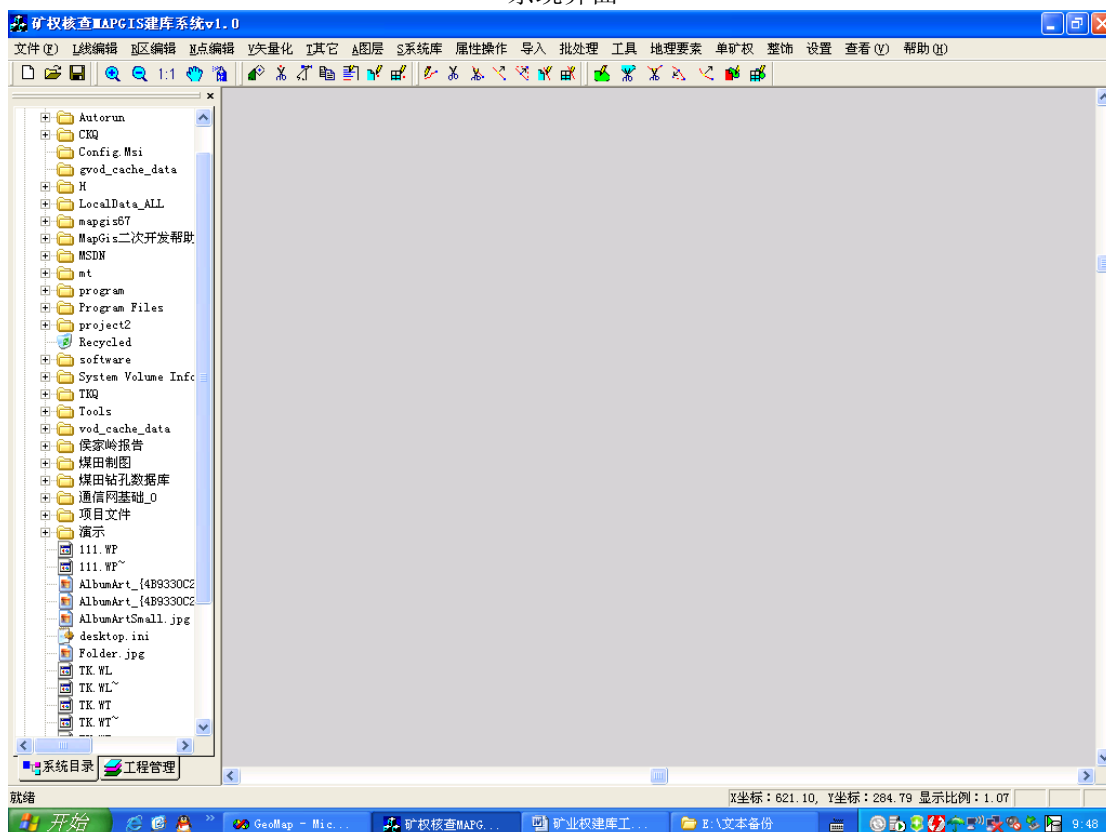 矿权核查MAPGIS建库系统v1.0
文件(F) L线编辑 R区编辑 N点编辑 V矢量化 I其它 A图层 S系统库 属性操作 导入 批处理 工具 地理要素 单矿权 整饰 设置 查看(V) 帮助(H)
1:1
Autorun
CKQ
Config.Msi
gvod_cache_data
H
LocalData_ALL
mapgis67
MapGis二次开发帮助
MSDN
mt
program
Program Files
project2
Recycled
software
System Volume Info
TKQ
Tools
vod_cache_data
侯家岭报告
煤田制图
煤田钻孔数据库
通信网基础_0
项目文件
演示
111.WP
111.WP~
AlbumArt_{4B9330C2
AlbumArt_{4B9330C2
AlbumArtSmall.jpg
desktop.ini
Folder.jpg
TK.WL
TK.WL~
TK.WT
TK.WT~
系统目录 工程管理
就绪 X坐标：621.10, Y坐标：284.79 显示比例：1.07
开始 GeoMap - Mic... 矿权核查MAPG... 矿业权建库工... E:\文本备份 9:48